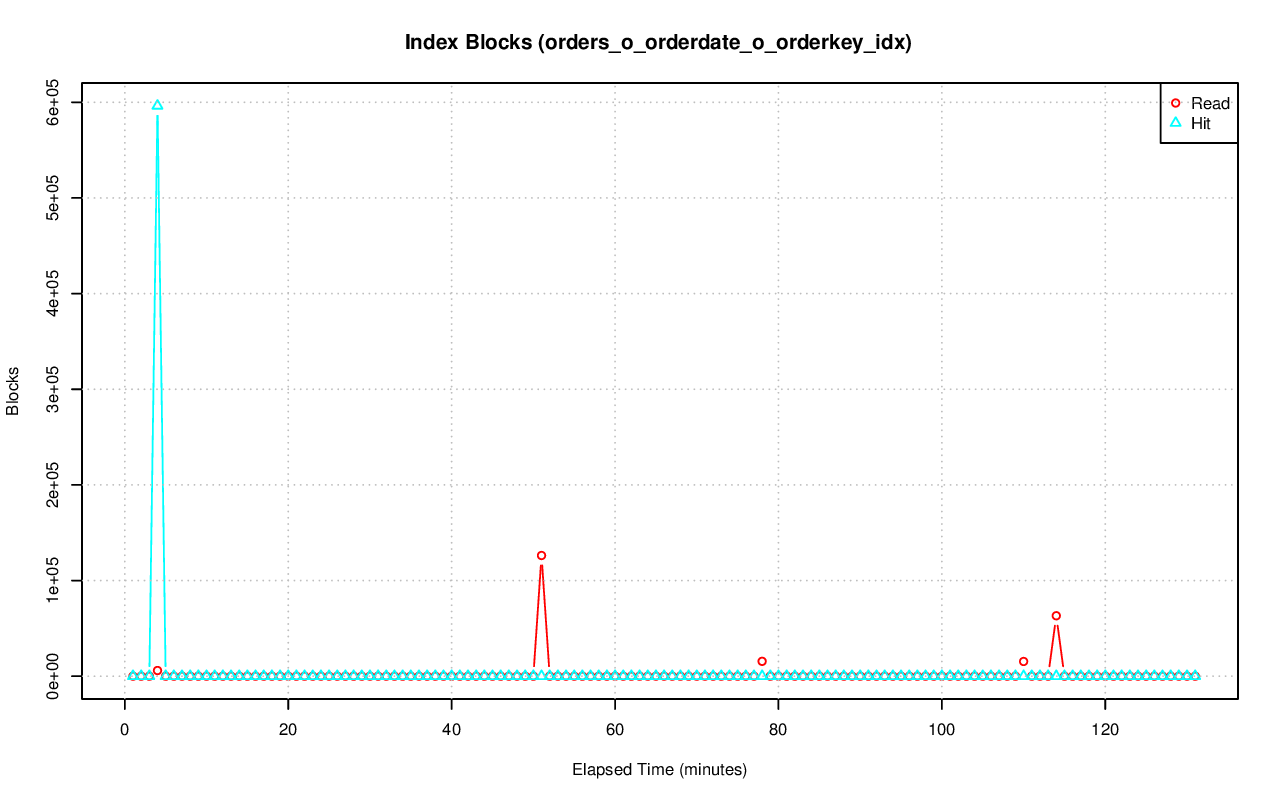 Index Blocks (orders_o_orderdate_o_orderkey_idx)
Read
Hit
6e+05
5e+05
4e+05
3e+05
2e+05
1e+05
0e+00
Blocks
0 20 40 60 80 100 120
Elapsed Time (minutes)